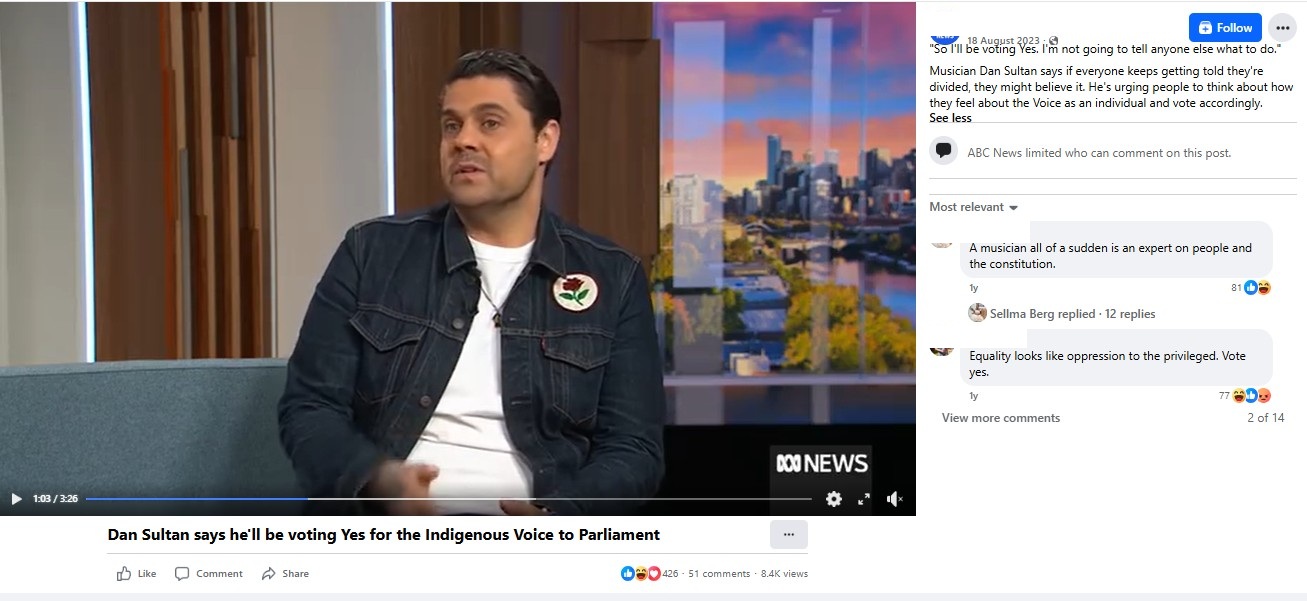 Follow
18 August 2023 ·
"So I'll be voting Yes. I'm not going to tell anyone else what to do."
Musician Dan Sultan says if everyone keeps getting told they're
divided, they might believe it. He's urging people to think about how
they feel about the Voice as an individual and vote accordingly.
See less
ABC News limited who can comment on this post.
Most relevant
A musician all of a sudden is an expert on people and
the constitution.
1y
81
Sellma Berg replied · 12 replies
Equality looks like oppression to the privileged. Vote
yes.
1y
77
View more comments
2 of 14
NEWS
1:03 / 3:26
Dan Sultan says he'll be voting Yes for the Indigenous Voice to Parliament
Like
Comment
Share
426 · 51 comments · 8.4K views